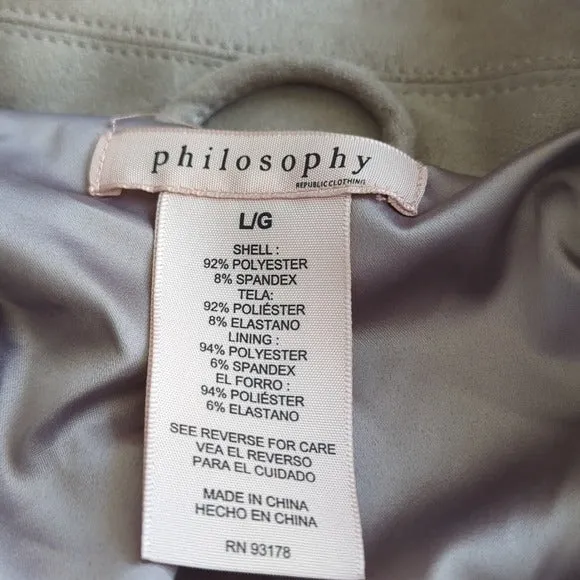 philosophy
REPUBLIC CLOTHING
L/G
SHELL :
92% POLYESTER
8% SPANDEX
TELA:
92% POLIÉSTER
8% ELASTANO
LINING :
94% POLYESTER
6% SPANDEX
EL FORRO :
94% POLIÉSTER
6% ELASTANO
SEE REVERSE FOR CARE
VEA EL REVERSO
PARA EL CUIDADO
MADE IN CHINA
HECHO EN CHINA
RN 93178